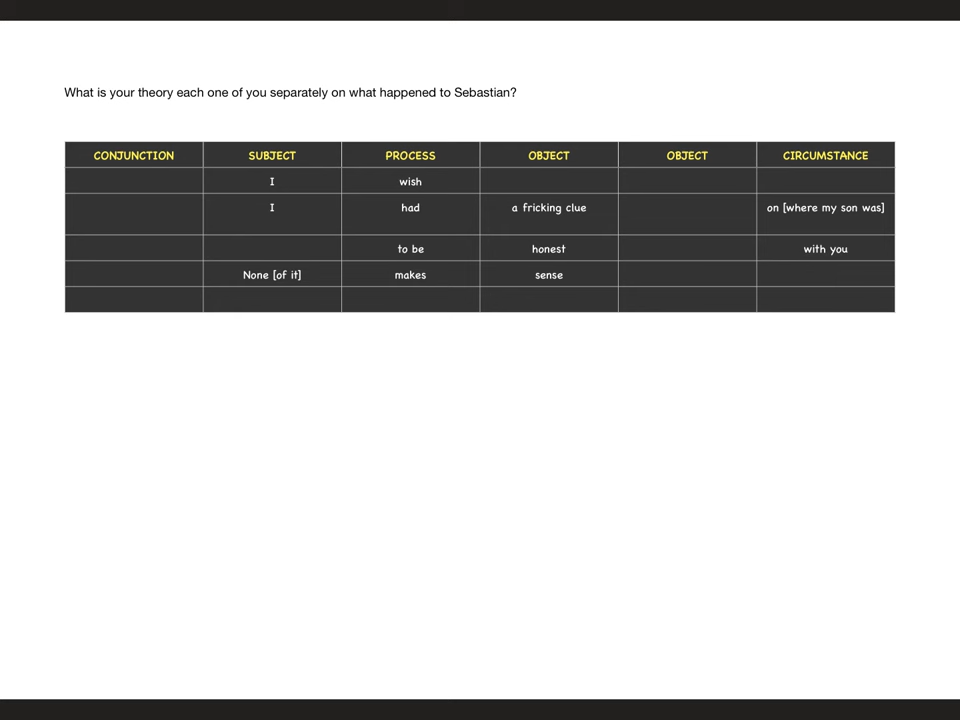 What is your theory each one of you separately on what happened to Sebastian?
CONJUNCTION SUBJECT PROCESS OBJECT OBJECT CIRCUMSTANCE
I wish
I had a fricking clue on [where my son was]
to be honest with you
None [of it] makes sense